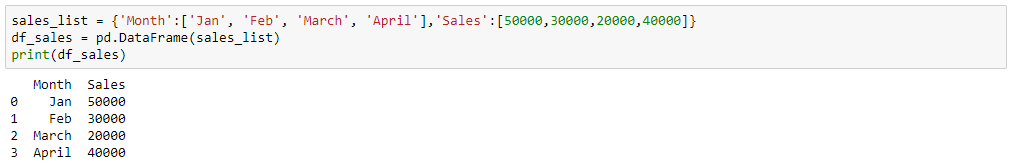 sales_list = {'Month':['Jan', 'Feb', 'March', 'April'],'Sales':[50000,30000,20000,40000]}
df_sales = pd.DataFrame(sales_list)
print(df_sales)
   Month  Sales
0    Jan  50000
1    Feb  30000
2  March  20000
3  April  40000